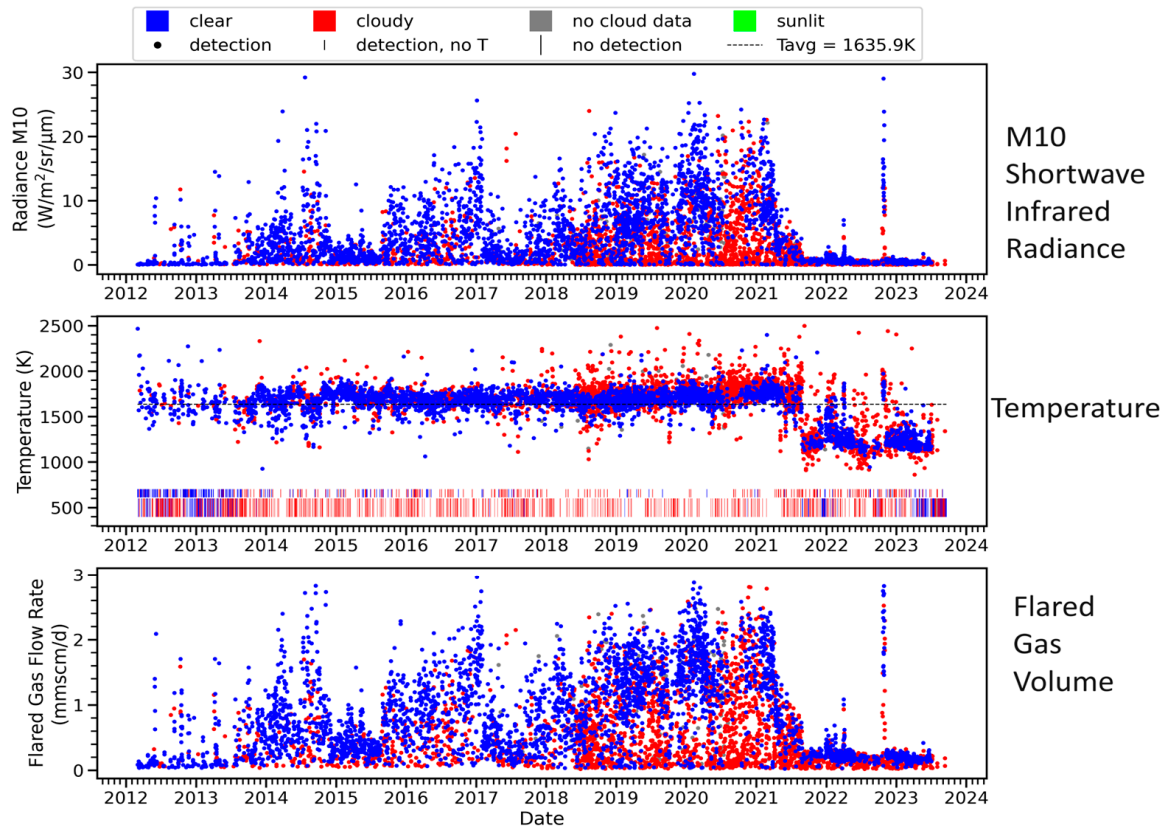 clear cloudy no cloud data sunlit
detection detection, no T no detection Tavg = 1635.9K
Radiance M10
(W/m²/sr/μm)
30
20
10
0
2012 2013 2014 2015 2016 2017 2018 2019 2020 2021 2022 2023 2024
M10
Shortwave
Infrared
Radiance
Temperature (K)
2500
2000
1500
1000
500
2012 2013 2014 2015 2016 2017 2018 2019 2020 2021 2022 2023 2024
Temperature
Flared Gas Flow Rate
(mmscm/d)
3
2
1
0
2012 2013 2014 2015 2016 2017 2018 2019 2020 2021 2022 2023 2024
Date
Flared
Gas
Volume